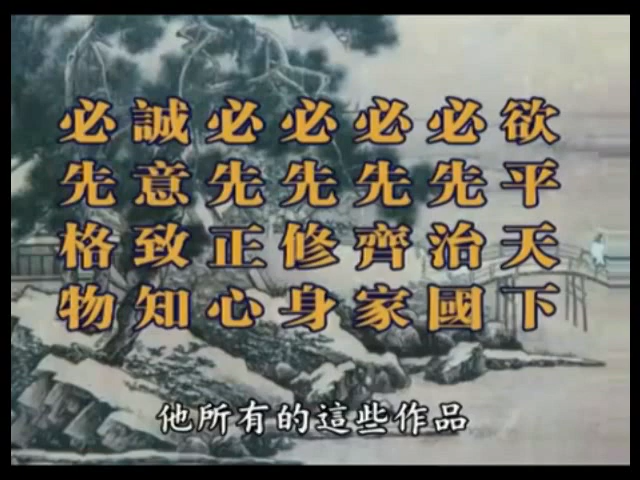 欲平天下
必先治國
必先齊家
必先修身
必先正心
誠意致知
必先格物
他所有的這些作品